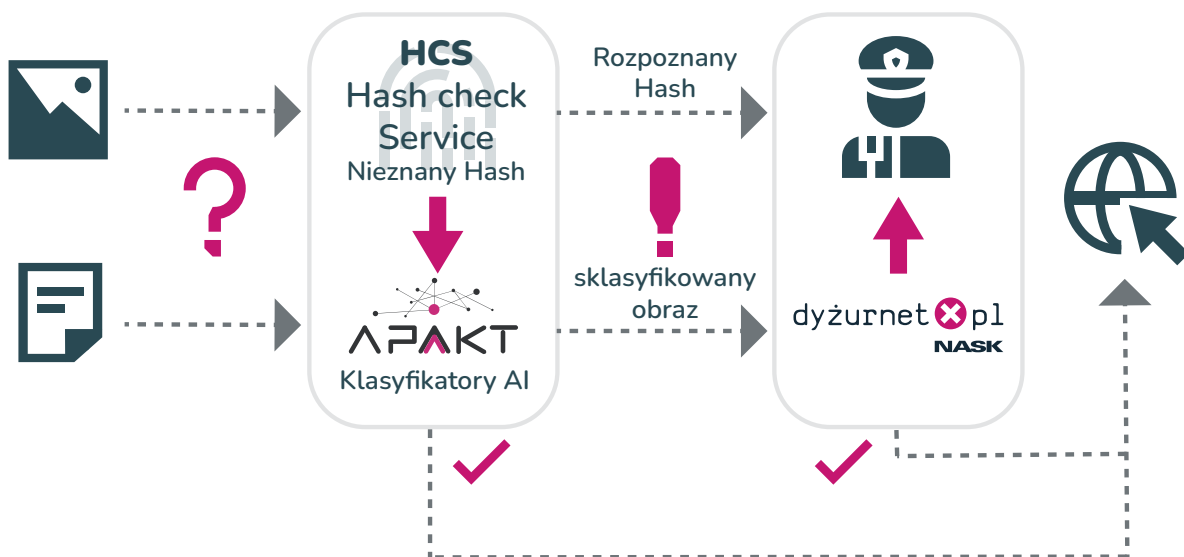 HCS
Hash check
Service
Nieznany Hash
APAKT
Klasyfikatory AI
Rozpoznany
Hash
sklasyfikowany
obraz
dyżurnet pl
NASK